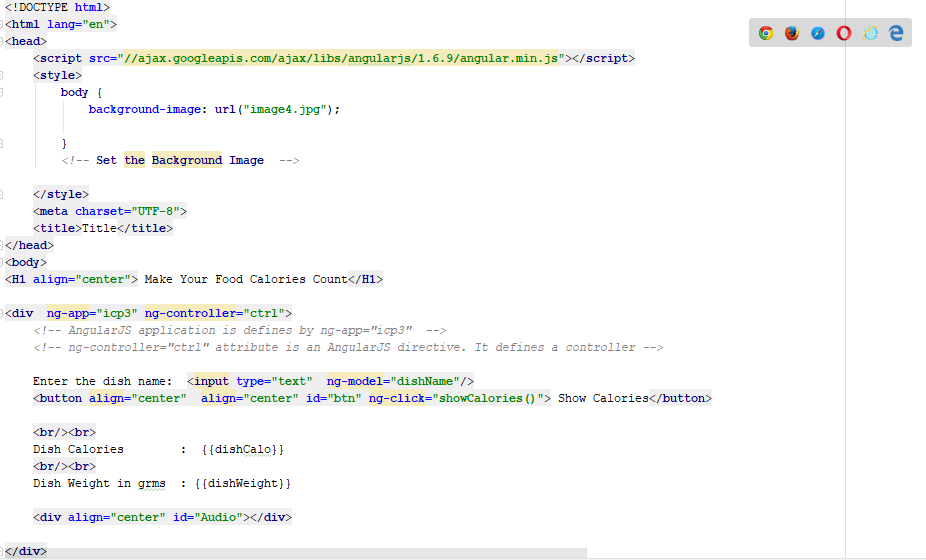 <!DOCTYPE html>
<html lang="en">
<head>
    <script src="//ajax.googleapis.com/ajax/libs/angularjs/1.6.9/angular.min.js"></script>
    <style>
        body {
            background-image: url("image4.jpg");
        }
        <!-- Set the Background Image  -->
    </style>
    <meta charset="UTF-8">
    <title>Title</title>
</head>
<body>
<H1 align="center"> Make Your Food Calories Count</H1>
<div  ng-app="icp3" ng-controller="ctrl">
    <!-- AngularJS application is defines by ng-app="icp3"  -->
    <!-- ng-controller="ctrl" attribute is an AngularJS directive. It defines a controller -->
    Enter the dish name:  <input type="text"  ng-model="dishName"/>
    <button align="center"  align="center" id="btn" ng-click="showCalories()"> Show Calories</button>
    <br/><br>
    Dish Calories        :  {{dishCalo}}
    <br/><br>
    Dish Weight in grms  : {{dishWeight}}
    <div align="center" id="Audio"></div>
</div>